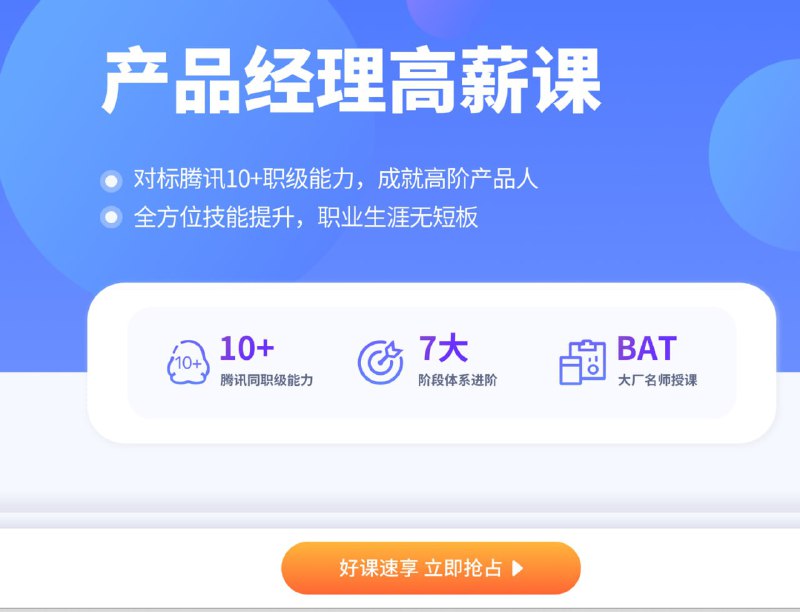 产品经理高薪课
对标腾讯10+职级能力，成就高阶产品人
全方位技能提升，职业生涯无短板
10+
10+
腾讯同职级能力
7大
阶段体系进阶
BAT
大厂名师授课
好课速享 立即抢占